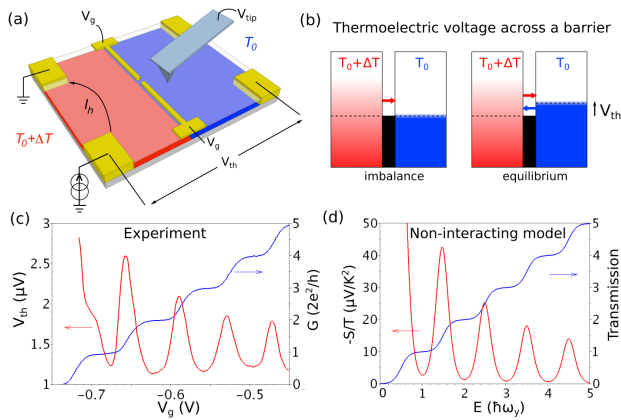 (a)
V_g
V_tip
T_0
I_h
T_0+ΔT
V_g
V_th
(b)
Thermoelectric voltage across a barrier
T_0+ΔT
T_0
T_0+ΔT
T_0
V_th
imbalance
equilibrium
(c)
Experiment
3
2.5
2
1.5
1
V_th (μV)
5
4
3
2
1
0
G (2e²/h)
−0.7
−0.6
−0.5
V_g (V)
(d)
Non-interacting model
50
40
30
20
10
0
-S/T (μV/K²)
5
4
3
2
1
0
Transmission
0
1
2
3
4
5
E (ħω_y)